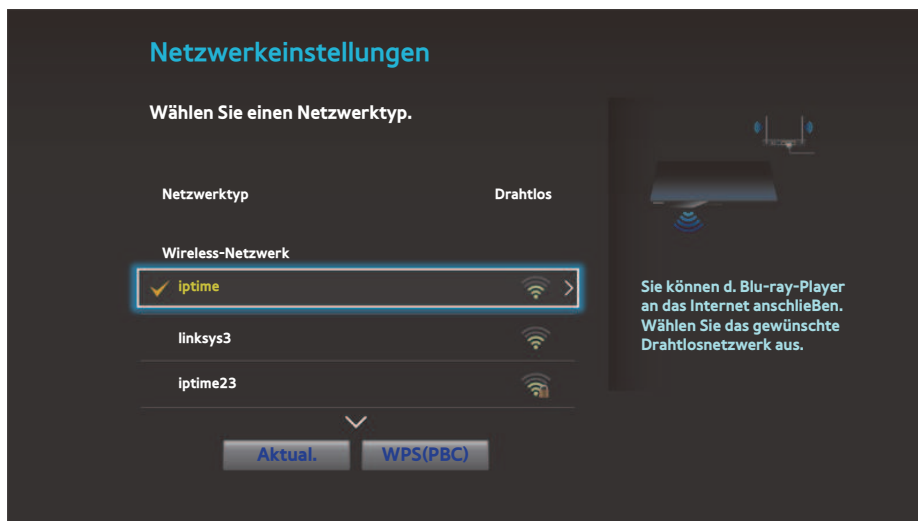 Netzwerkeinstellungen
Wählen Sie einen Netzwerktyp.
Netzwerktyp Drahtlos
Wireless-Netzwerk
iptime
linksys3
iptime23
Aktual. WPS(PBC)
Sie können d. Blu-ray-Player
an das Internet anschließen.
Wählen Sie das gewünschte
Drahtlosnetzwerk aus.